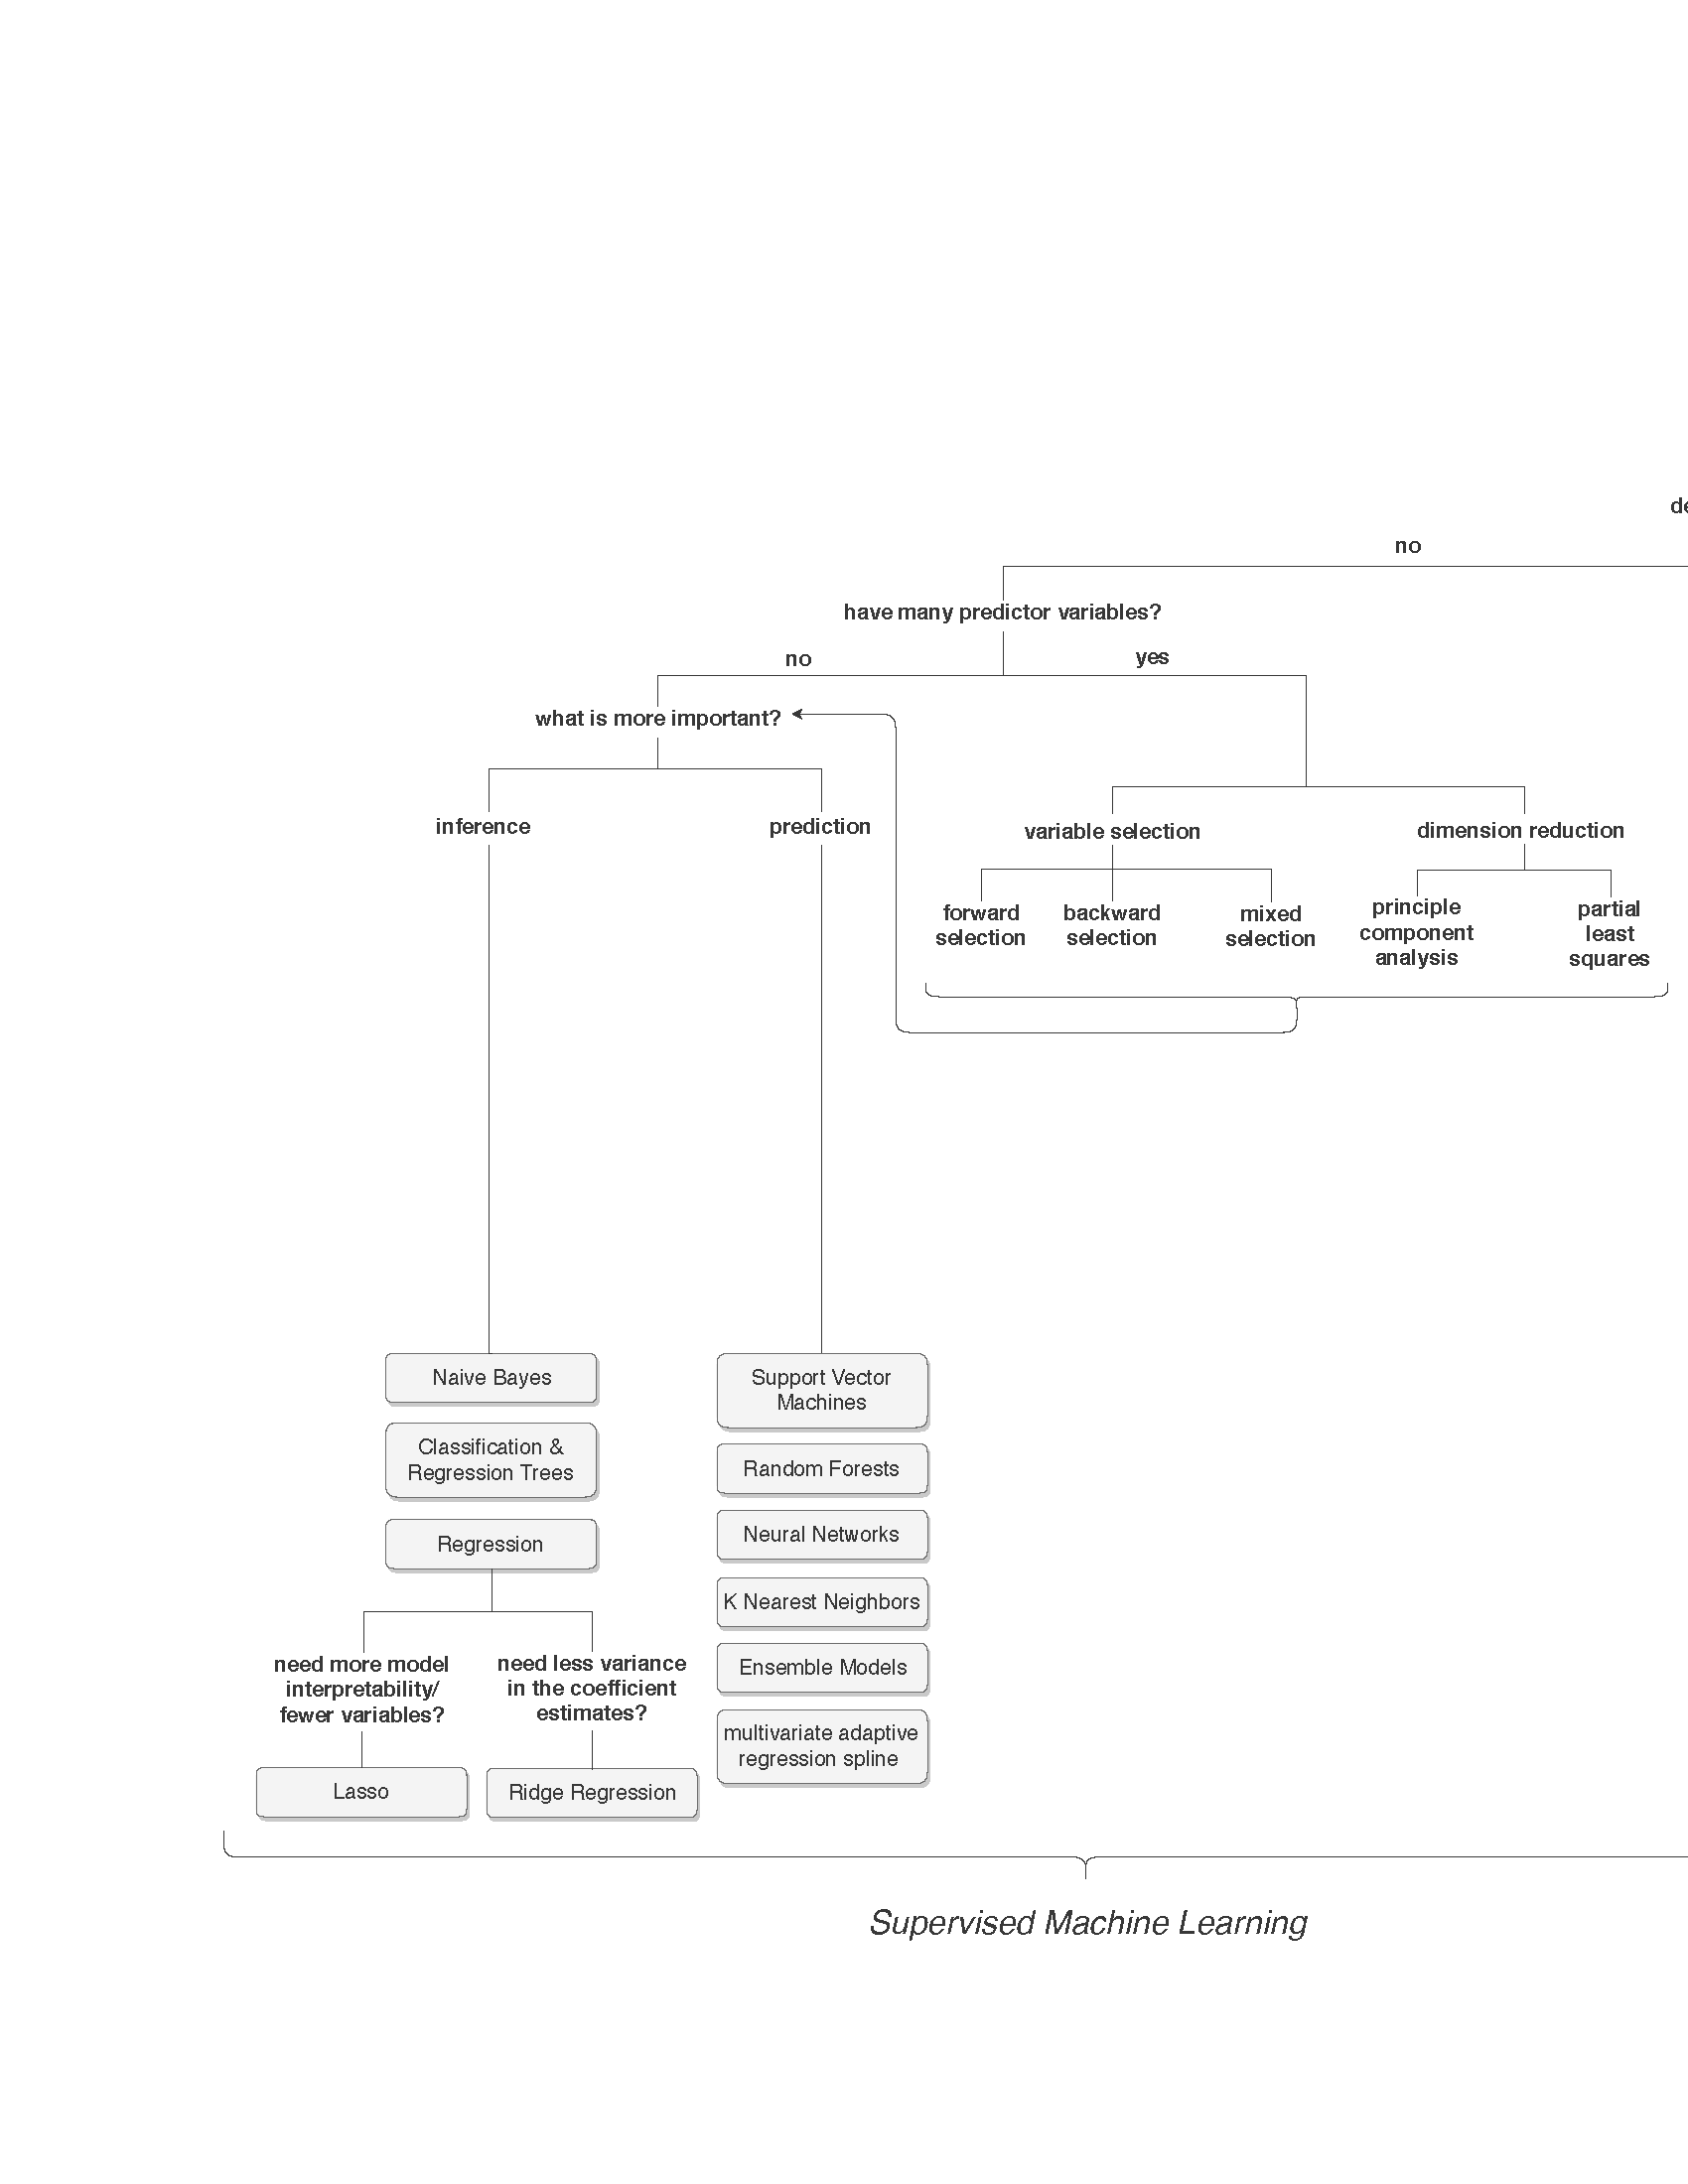 de
no
have many predictor variables?
no
yes
what is more important?
inference
prediction
variable selection
dimension reduction
forward
selection
backward
selection
mixed
selection
principle
component
analysis
partial
least
squares
Naive Bayes
Classification &
Regression Trees
Regression
need more model
interpretability/
fewer variables?
need less variance
in the coefficient
estimates?
Lasso
Ridge Regression
Support Vector
Machines
Random Forests
Neural Networks
K Nearest Neighbors
Ensemble Models
multivariate adaptive
regression spline
Supervised Machine Learning